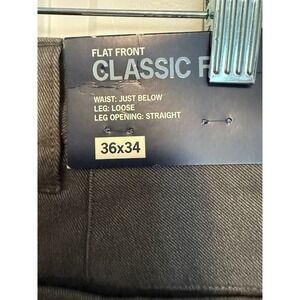 FLAT FRONT
CLASSIC
WAIST: JUST BELOW
LEG: LOOSE
LEG OPENING: STRAIGHT
36x34